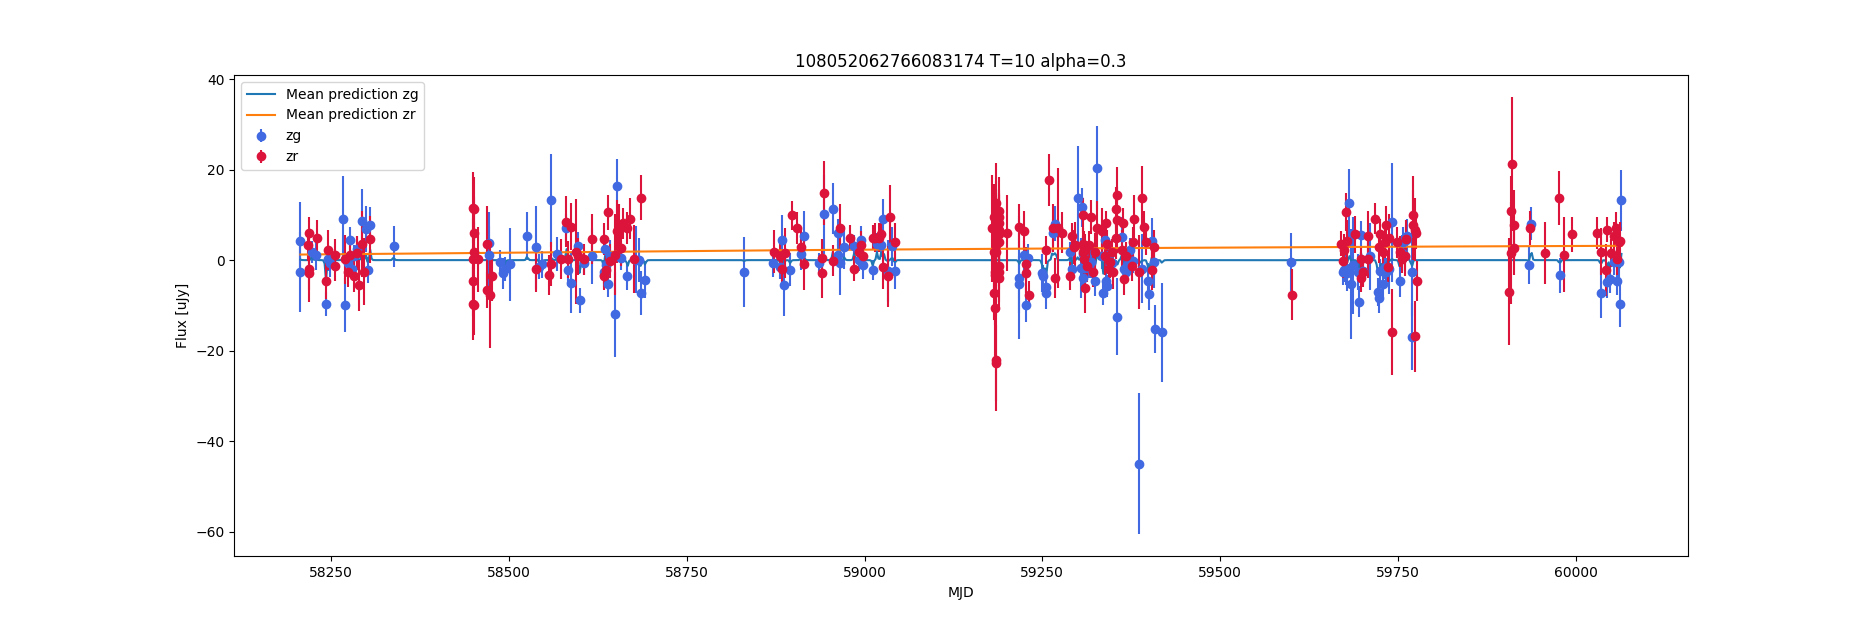 108052062766083174 T=10 alpha=0.3
Mean prediction zg
Mean prediction zr
zg
zr
40
20
0
−20
−40
−60
Flux [uJy]
58250 58500 58750 59000 59250 59500 59750 60000
MJD